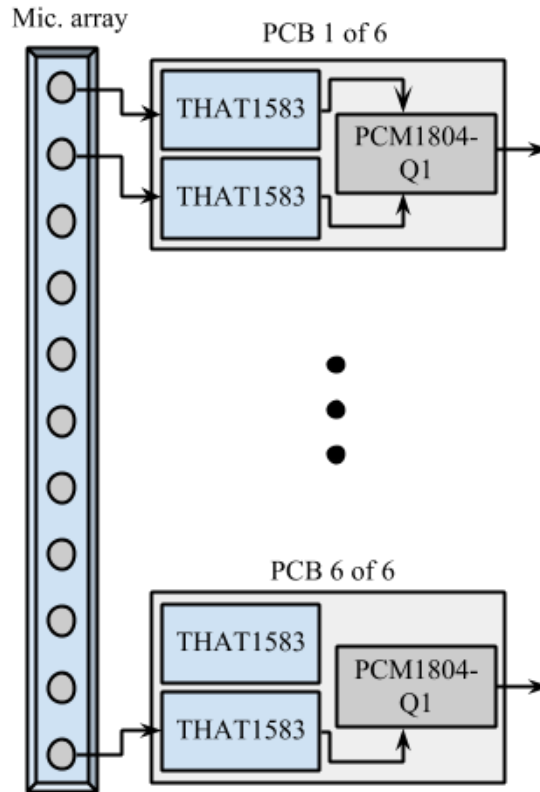 Mic. array
PCB 1 of 6
THAT1583
THAT1583
PCM1804-
Q1
PCB 6 of 6
THAT1583
THAT1583
PCM1804-
Q1